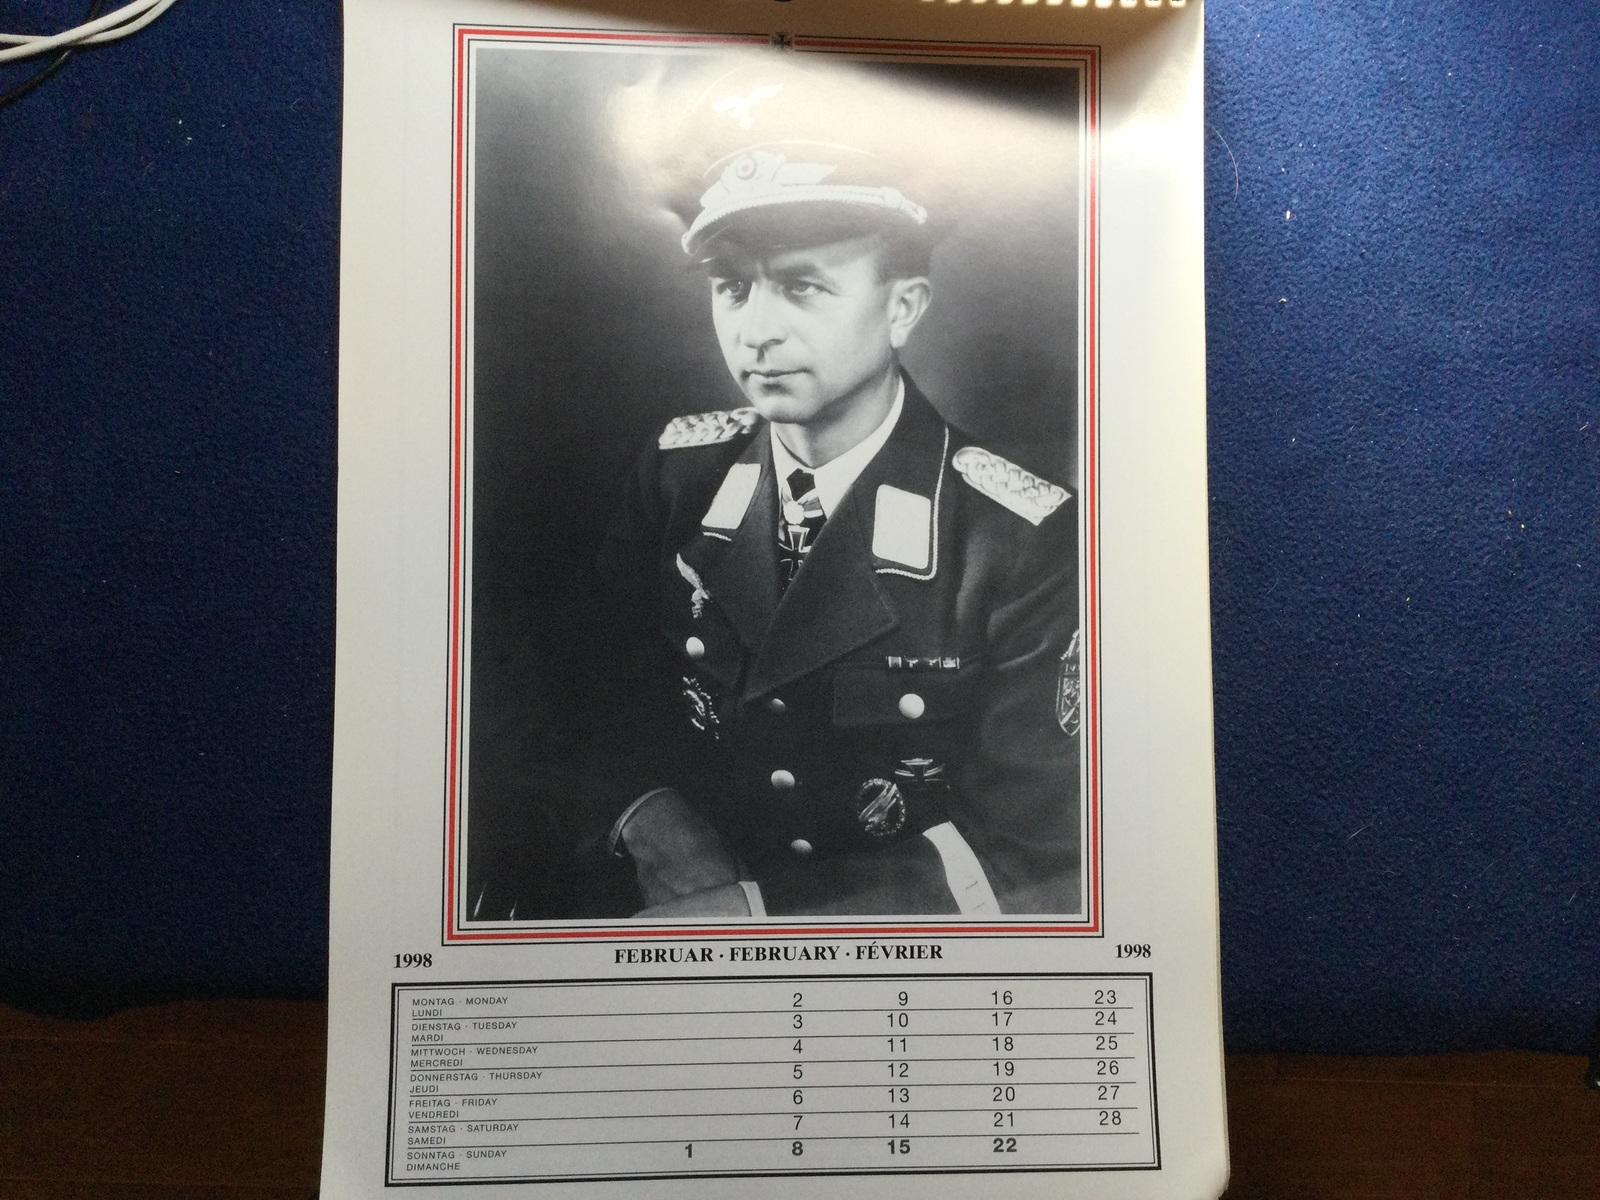 1998 FEBRUAR · FEBRUARY · FÉVRIER 1998
MONTAG · MONDAY 2 9 16 23
LUNDI
DIENSTAG · TUESDAY 3 10 17 24
MARDI
MITTWOCH · WEDNESDAY 4 11 18 25
MERCREDI
DONNERSTAG · THURSDAY 5 12 19 26
JEUDI
FREITAG · FRIDAY 6 13 20 27
VENDREDI
SAMSTAG · SATURDAY 7 14 21 28
SAMEDI
SONNTAG · SUNDAY 1 8 15 22
DIMANCHE